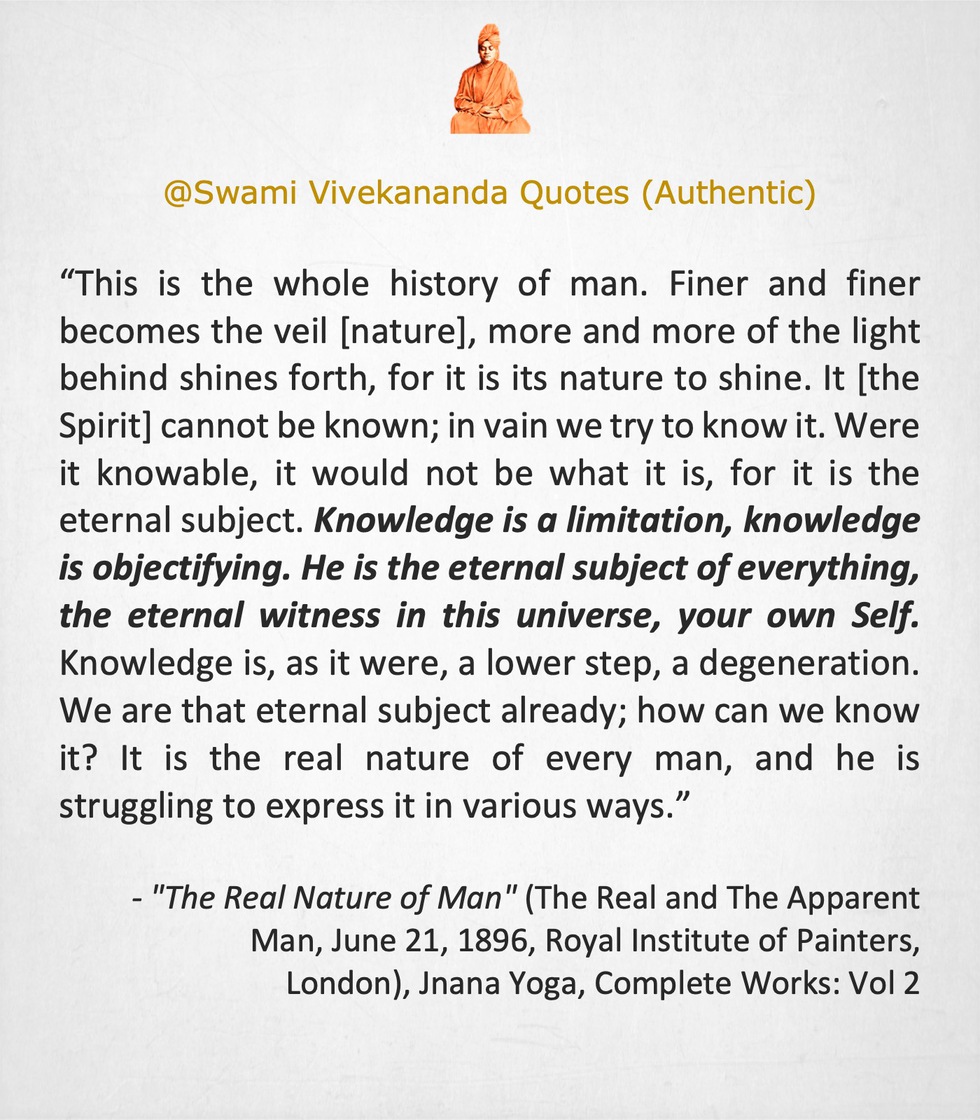 @Swami Vivekananda Quotes (Authentic)
“This is the whole history of man. Finer and finer
becomes the veil [nature], more and more of the light
behind shines forth, for it is its nature to shine. It [the
Spirit] cannot be known; in vain we try to know it. Were
it knowable, it would not be what it is, for it is the
eternal subject. Knowledge is a limitation, knowledge
is objectifying. He is the eternal subject of everything,
the eternal witness in this universe, your own Self.
Knowledge is, as it were, a lower step, a degeneration.
We are that eternal subject already; how can we know
it? It is the real nature of every man, and he is
struggling to express it in various ways.”
- "The Real Nature of Man" (The Real and The Apparent
Man, June 21, 1896, Royal Institute of Painters,
London), Jnana Yoga, Complete Works: Vol 2